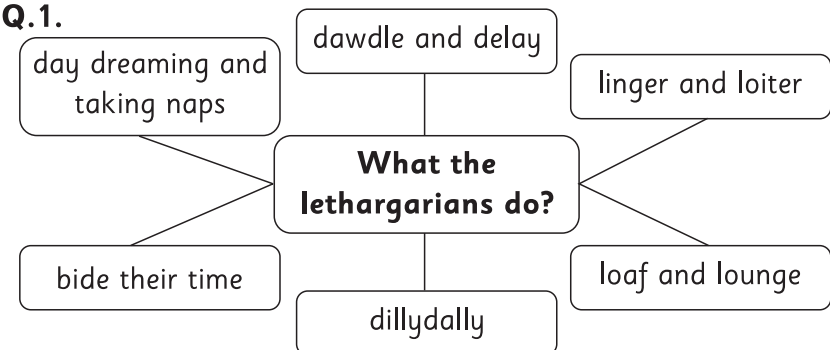 Q.1.
dawdle and delay
day dreaming and
taking naps
linger and loiter
What the
lethargarians do?
bide their time
loaf and lounge
dillydally